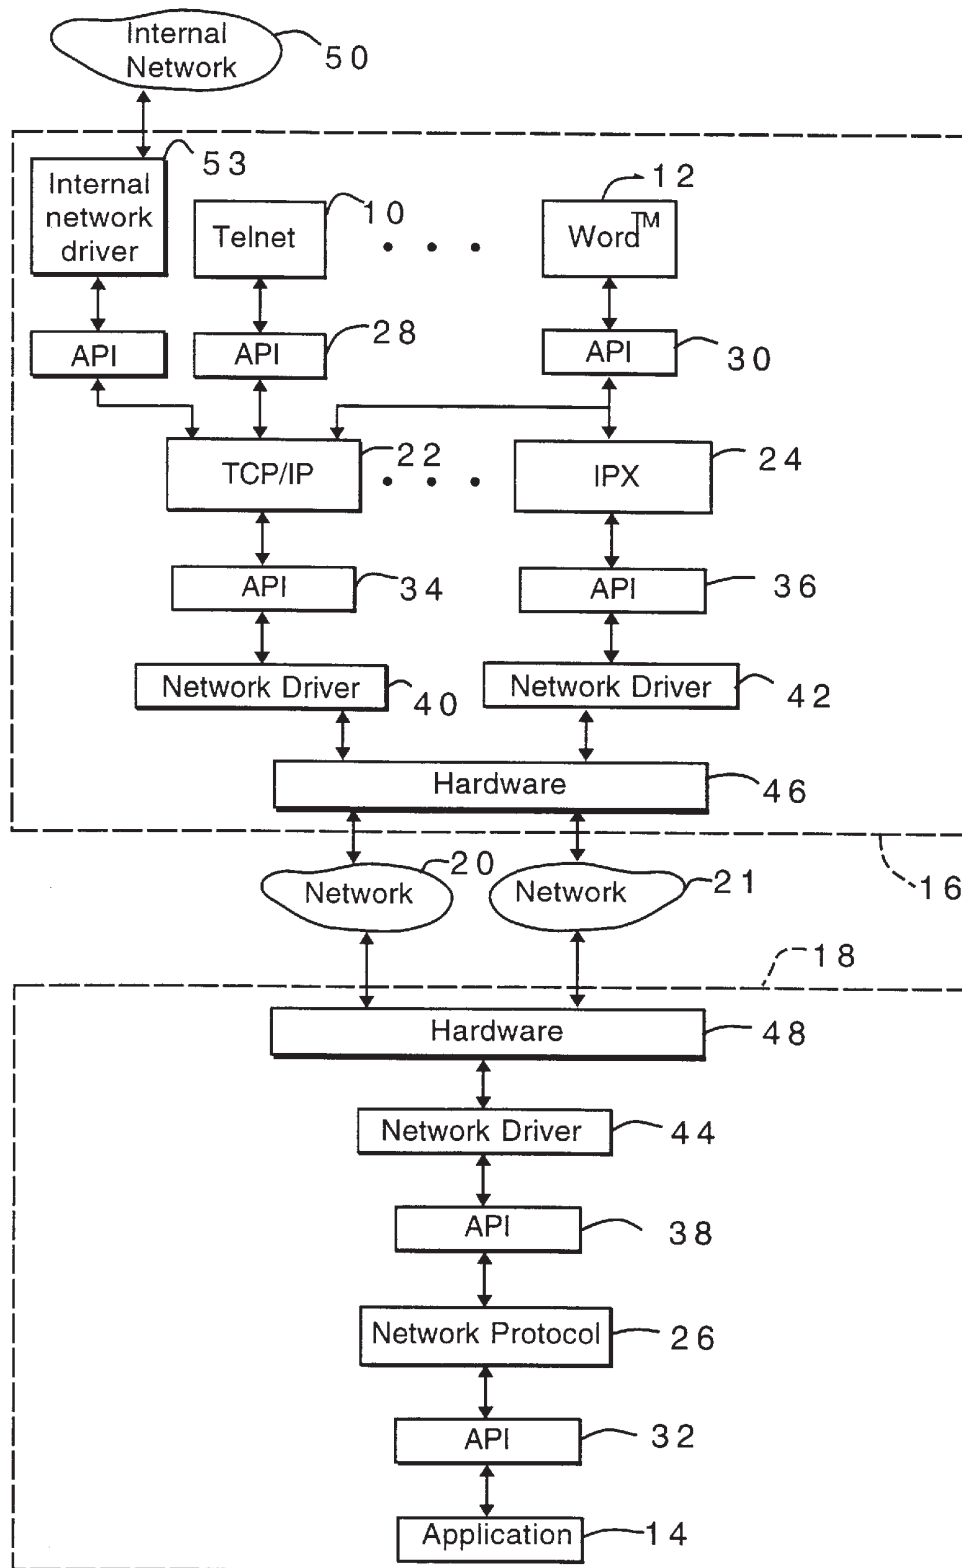 Internal
Network
50
53
Internal
network
driver
10
Telnet
12
Word™
API
28
API
30
API
22
TCP/IP
24
IPX
34
API
36
API
Network Driver
40
Network Driver
42
Hardware
46
20
Network
21
Network
16
18
Hardware
48
Network Driver
44
API
38
Network Protocol
26
API
32
Application
14